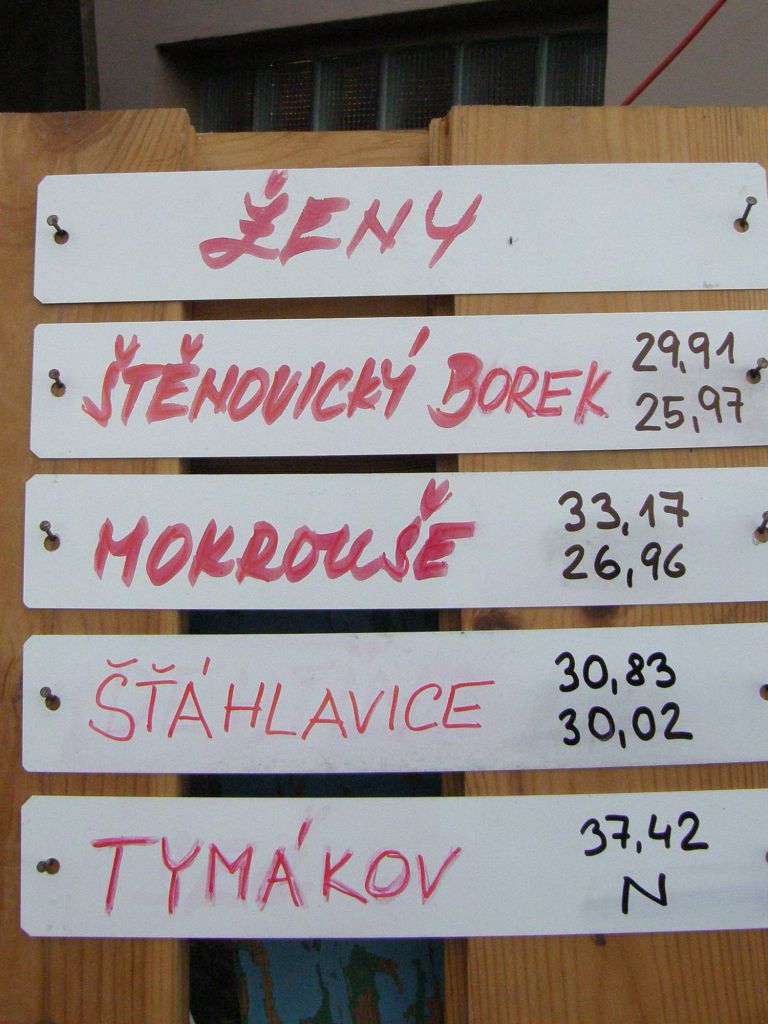 ŽENY
ŠTĚNOVICKÝ BOREK 29,91
25,97
MOKROUŠE 33,17
26,96
ŠŤÁHLAVICE 30,83
30,02
TYMÁKOV 37,42
N